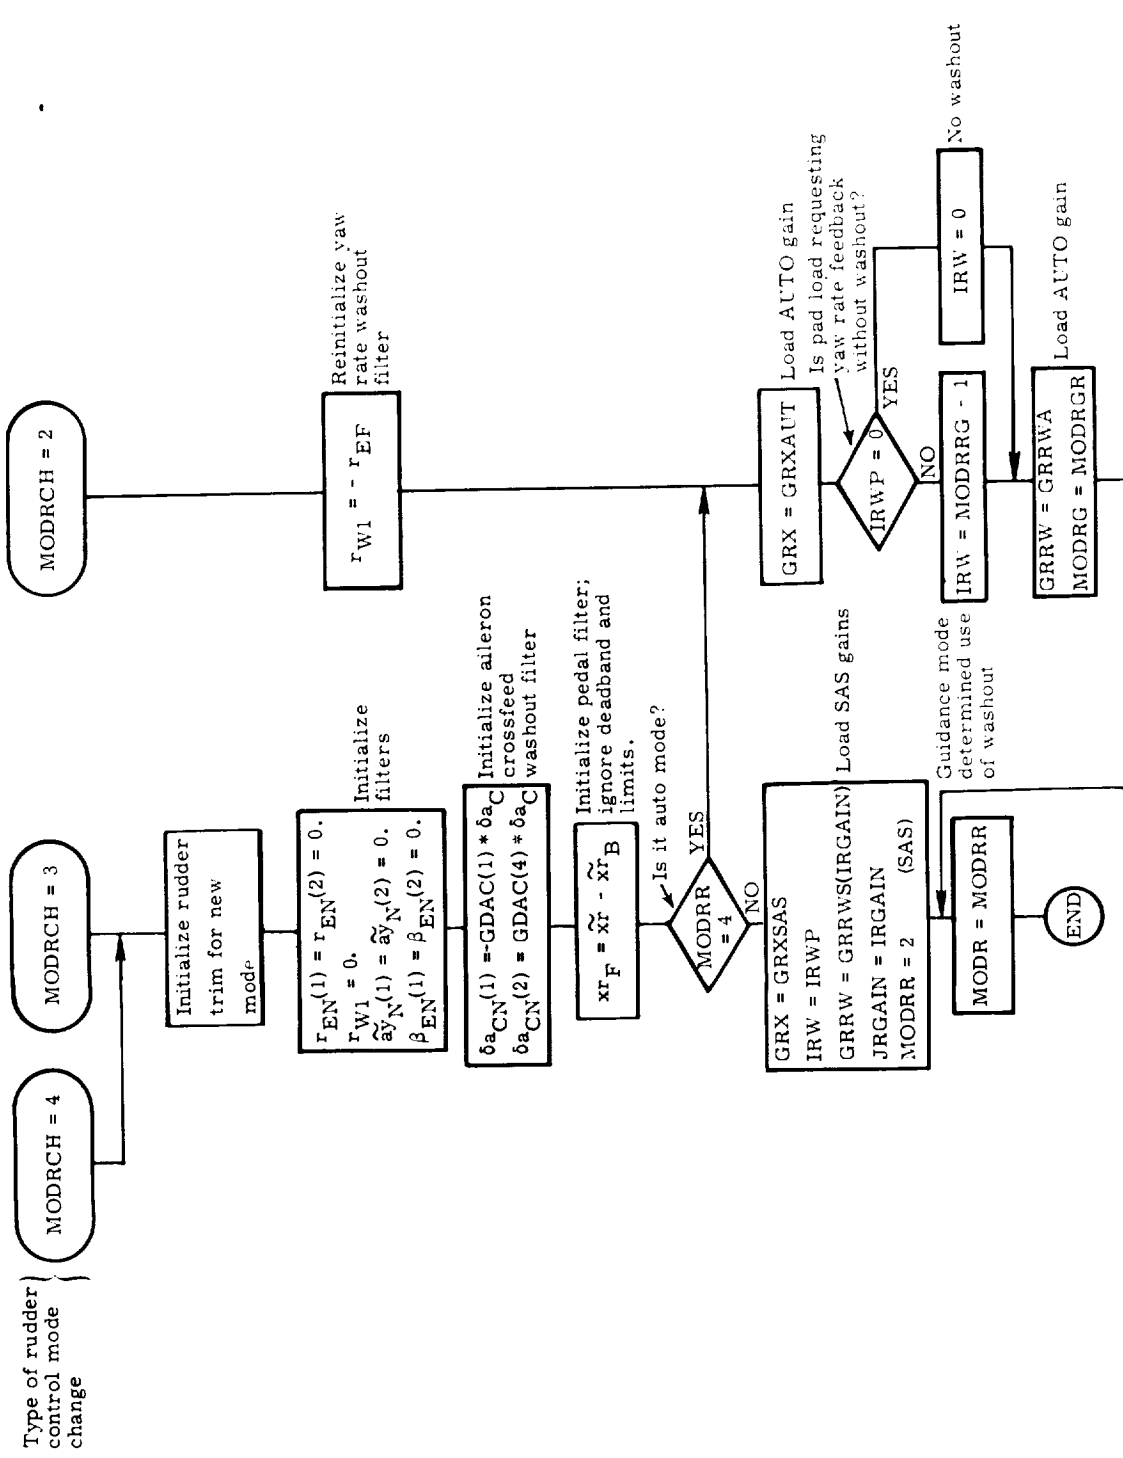 Type of rudder
control mode
change
MODRCH = 4
MODRCH = 3
MODRCH = 2
Initialize rudder
trim for new
mode
r_EN(1) = r_EN(2) = 0.
r_W1 = 0.
ãy_N(1) = ãy_N(2) = 0.
β_EN(1) = β_EN(2) = 0.
Initialize
filters
r_W1 = - r_EF
Reinitialize yaw
rate washout
filter
δa_CN(1) =-GDAC(1) * δa_C
δa_CN(2) = GDAC(4) * δa_C
Initialize aileron
crossfeed
washout filter
xr_F = x̃r - x̃r_B
Initialize pedal filter;
ignore deadband and
limits.
MODRR
= 4
Is it auto mode?
YES
NO
GRX = GRXSAS
IRW = IRWP
GRRW = GRRWS(IRGAIN)
JRGAIN = IRGAIN
MODRR = 2 (SAS)
Load SAS gains
GRX = GRXAUT
Load AUTO gain
IRWP = 0
Is pad load requesting
yaw rate feedback
without washout?
YES
NO
IRW = MODRRG - 1
Guidance mode
determined use
of washout
IRW = 0
No washout
GRRW = GRRWA
MODRG = MODRGR
Load AUTO gain
MODR = MODRR
END